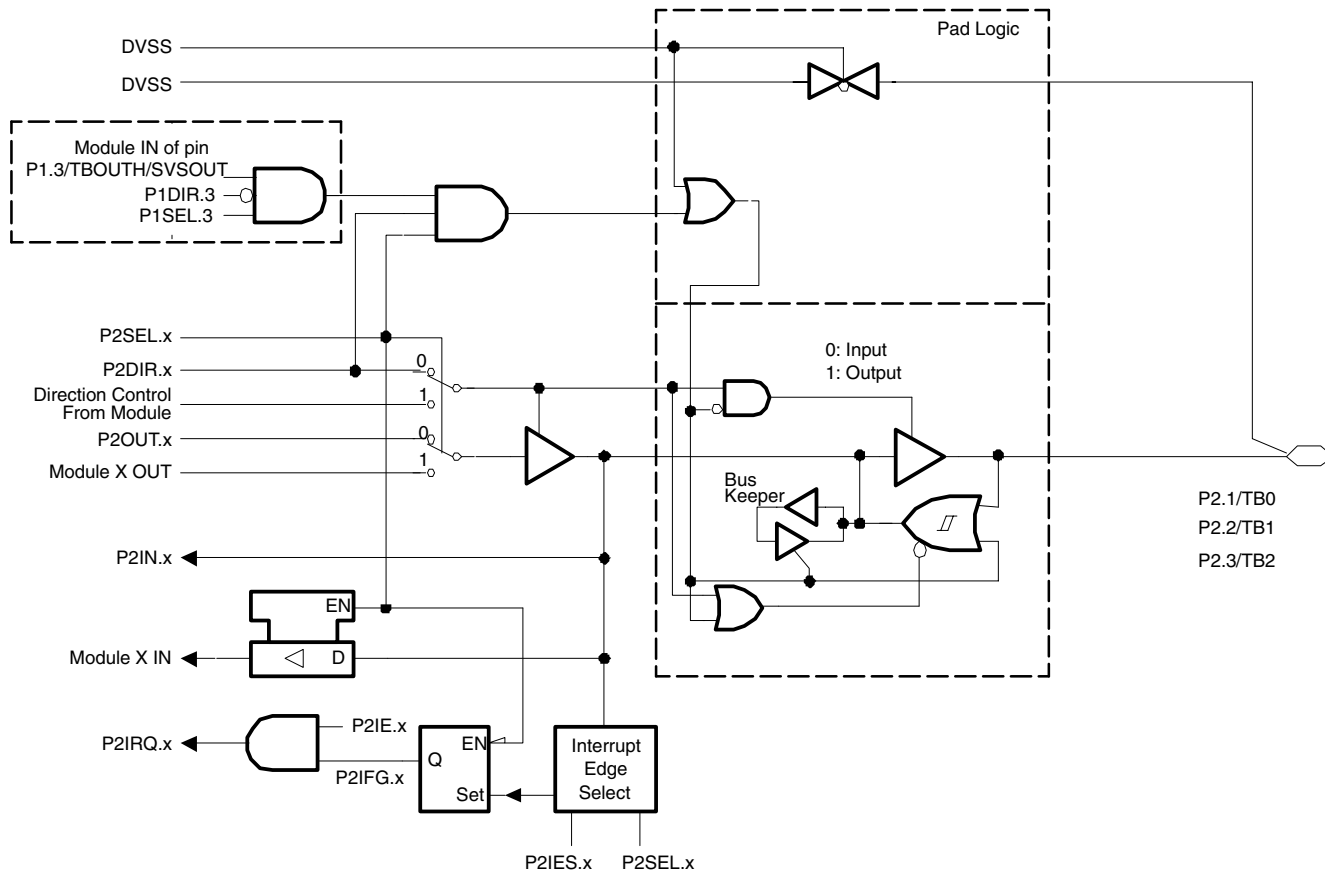 Pad Logic
DVSS
DVSS
Module IN of pin
P1.3/TBOUTH/SVSOUT
P1DIR.3
P1SEL.3
P2SEL.x
P2DIR.x
0
Direction Control
From Module
1
P2OUT.x
0
Module X OUT
1
0: Input
1: Output
Bus
Keeper
P2.1/TB0
P2.2/TB1
P2.3/TB2
P2IN.x
EN
Module X IN
D
P2IE.x
P2IRQ.x
P2IFG.x
EN
Q
Set
Interrupt
Edge
Select
P2IES.x
P2SEL.x